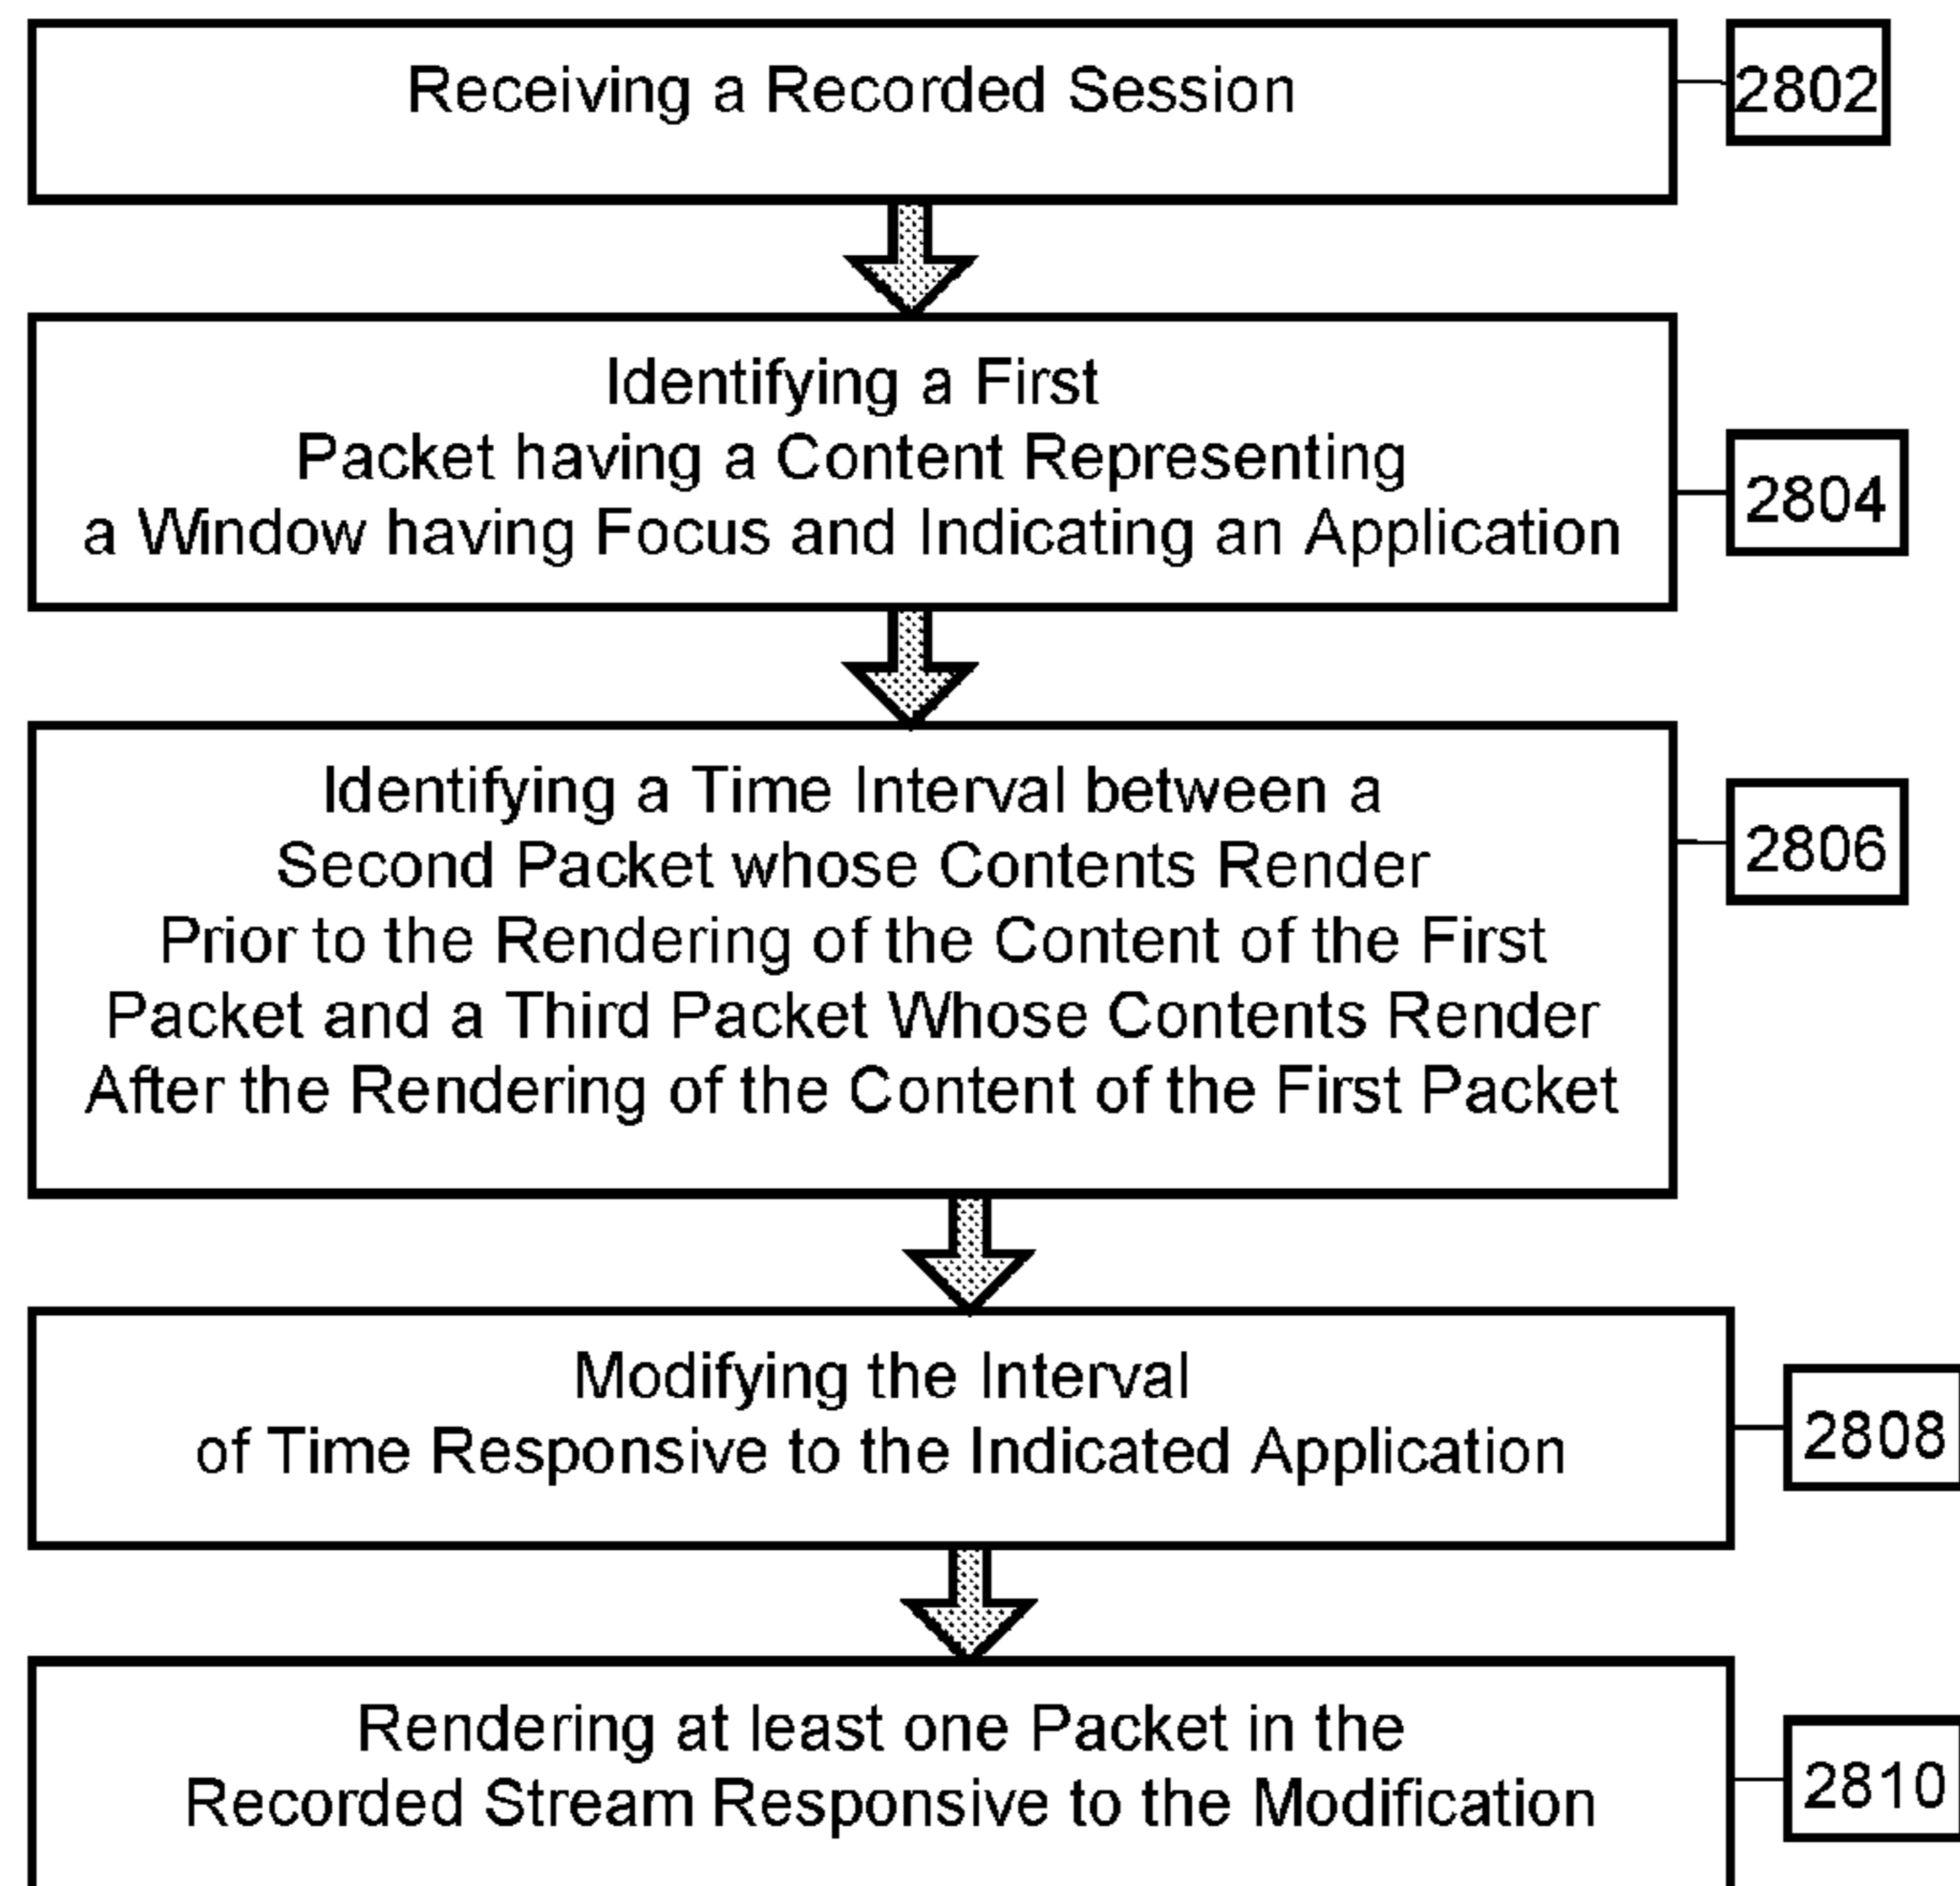 Receiving a Recorded Session
2802
Identifying a First
Packet having a Content Representing
a Window having Focus and Indicating an Application
2804
Identifying a Time Interval between a
Second Packet whose Contents Render
Prior to the Rendering of the Content of the First
Packet and a Third Packet Whose Contents Render
After the Rendering of the Content of the First Packet
2806
Modifying the Interval
of Time Responsive to the Indicated Application
2808
Rendering at least one Packet in the
Recorded Stream Responsive to the Modification
2810